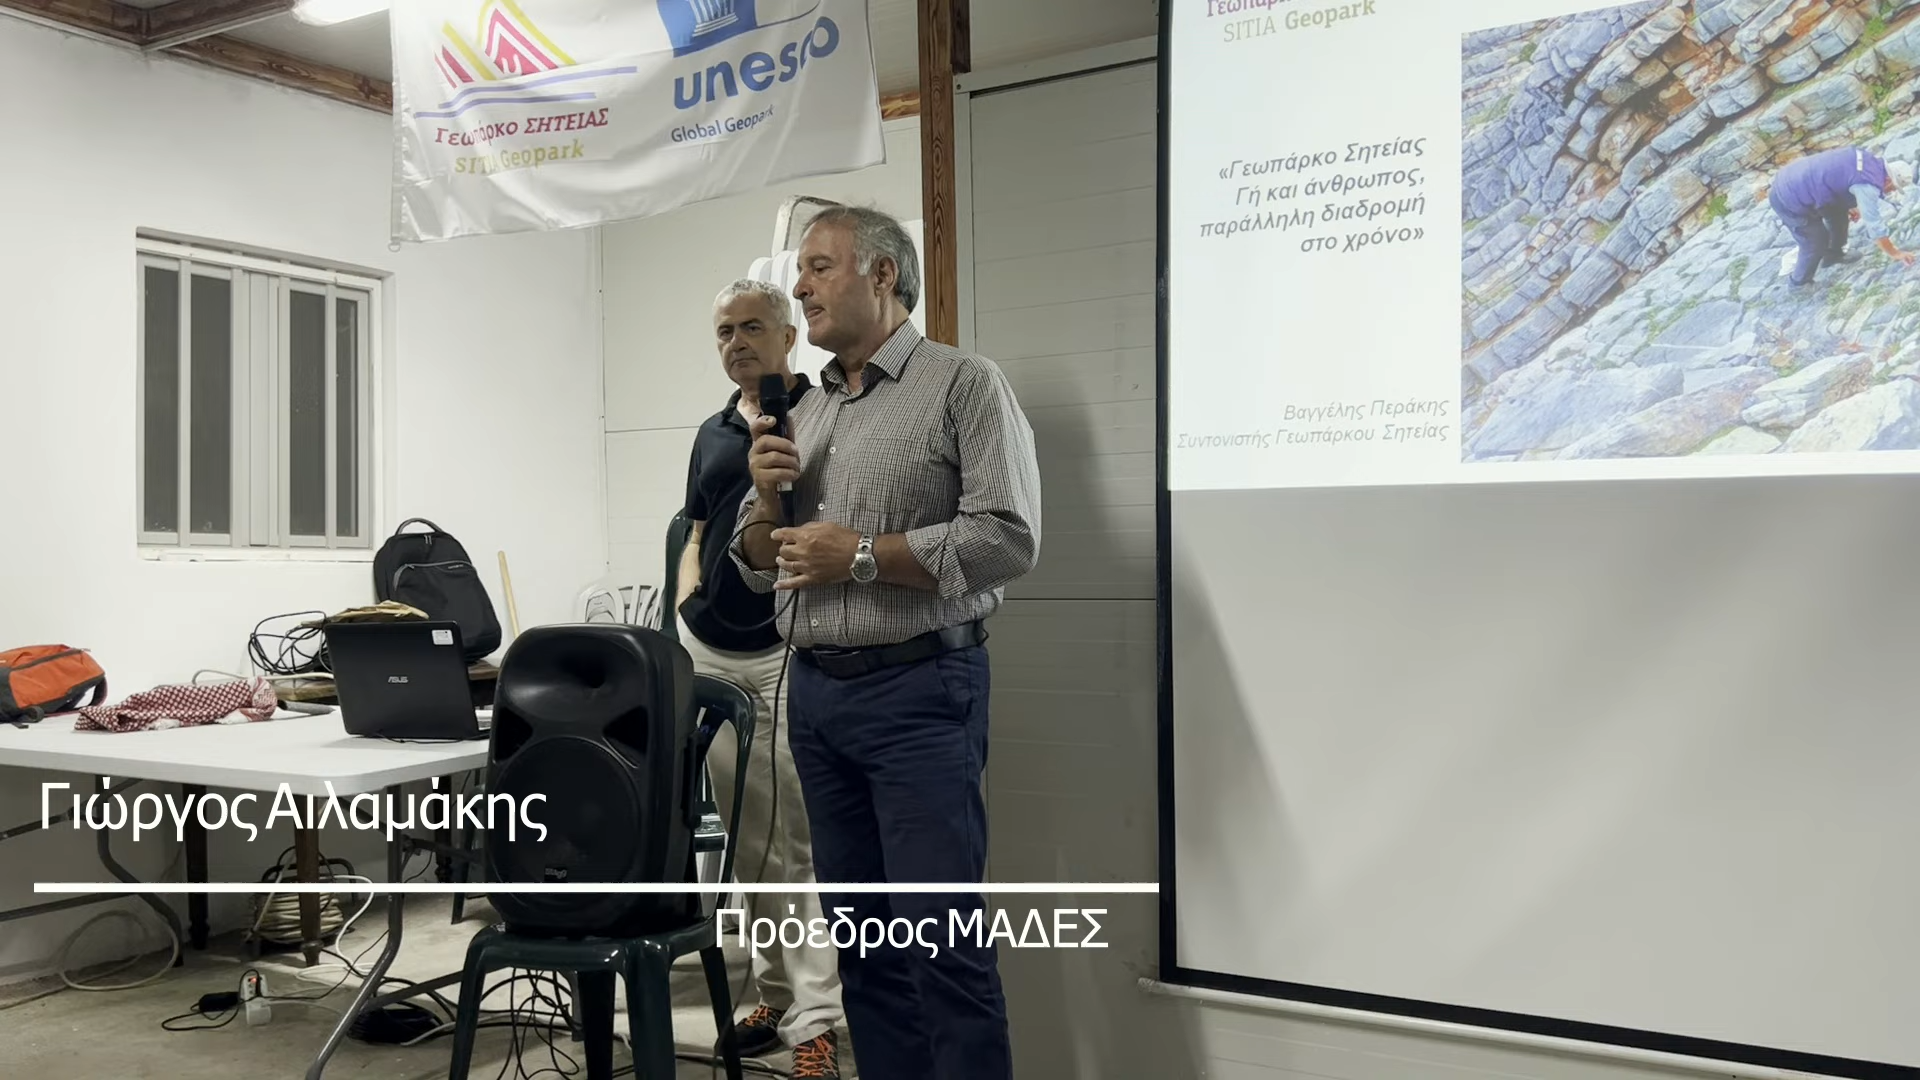 Γεωπάρκο ΣΗΤΕΙΑΣ
SITIA Geopark
unesco
Global Geopark
SITIA Geopark
«Γεωπάρκο Σητείας
Γή και άνθρωπος,
παράλληλη διαδρομή
στο χρόνο»
Βαγγέλης Περάκης
Συντονιστής Γεωπάρκου Σητείας
ASUS
Γιώργος Αιλαμάκης
Πρόεδρος ΜΑΔΕΣ